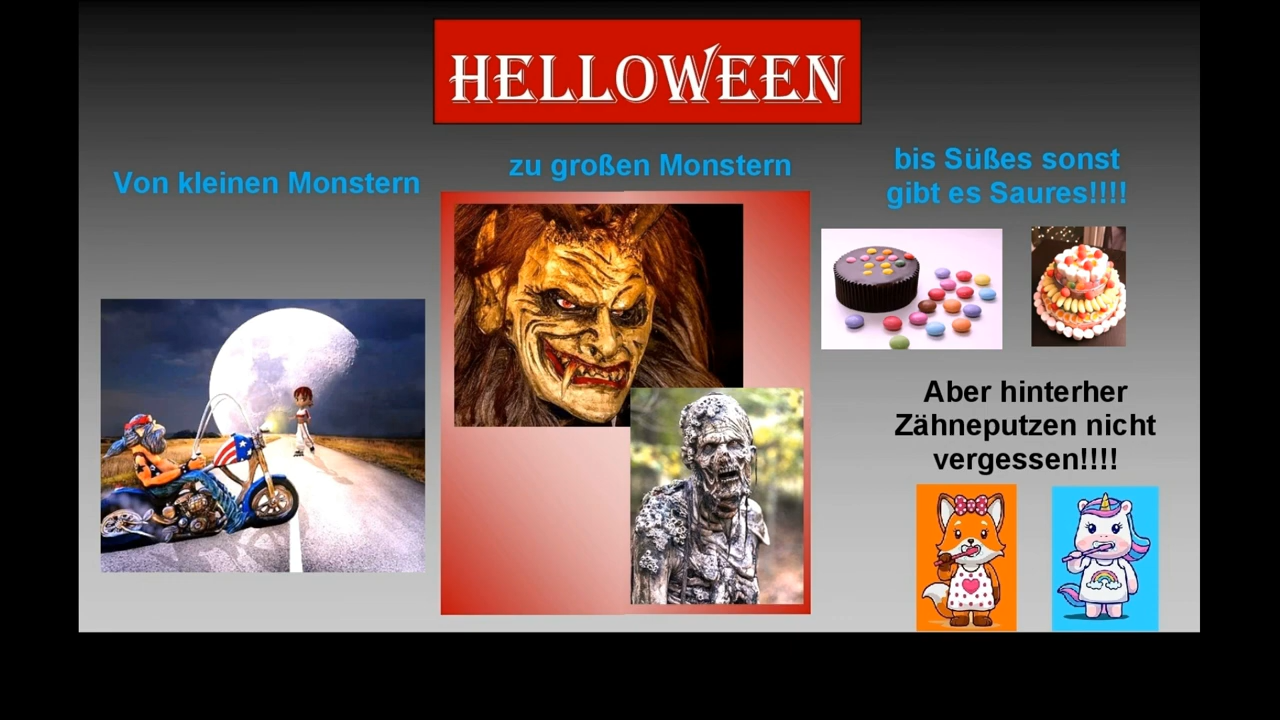 HELLOWEEN
Von kleinen Monstern
zu großen Monstern
bis Süßes sonst
gibt es Saures!!!!
Aber hinterher
Zähneputzen nicht
vergessen!!!!